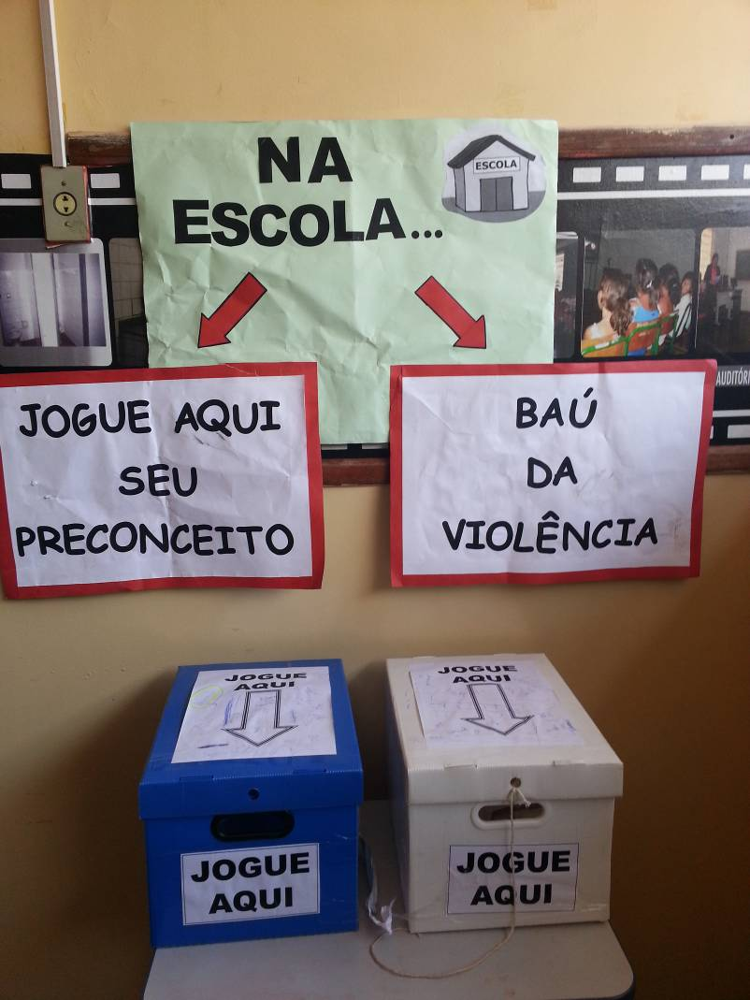 NA
ESCOLA...
ESCOLA
JOGUE AQUI
SEU
PRECONCEITO
BAÚ
DA
VIOLÊNCIA
JOGUE
AQUI
JOGUE
AQUI
JOGUE
AQUI
JOGUE
AQUI